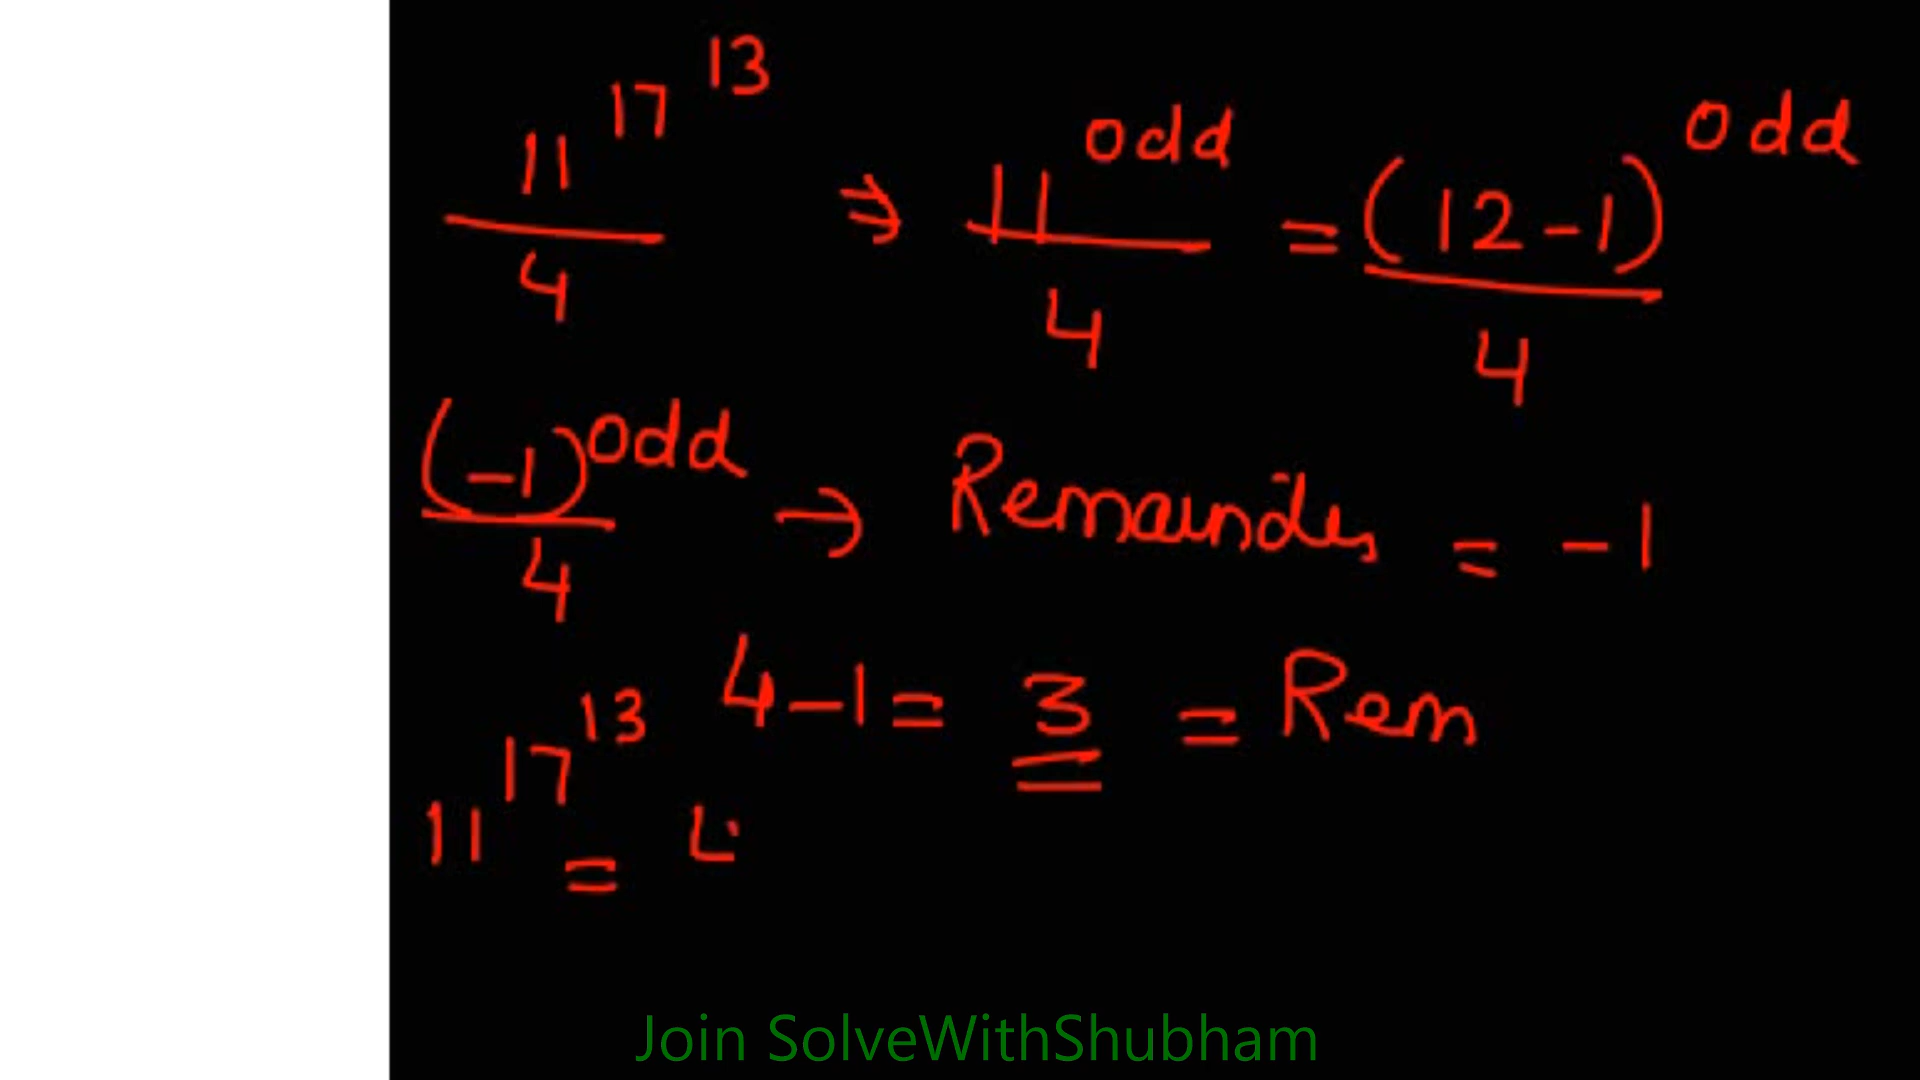 11^17^13 / 4 ⇒ 11^odd / 4 = (12-1)^odd / 4
(-1)^odd / 4 → Remainder = -1
4-1 = 3 = Rem
11^17^13 =
Join SolveWithShubham